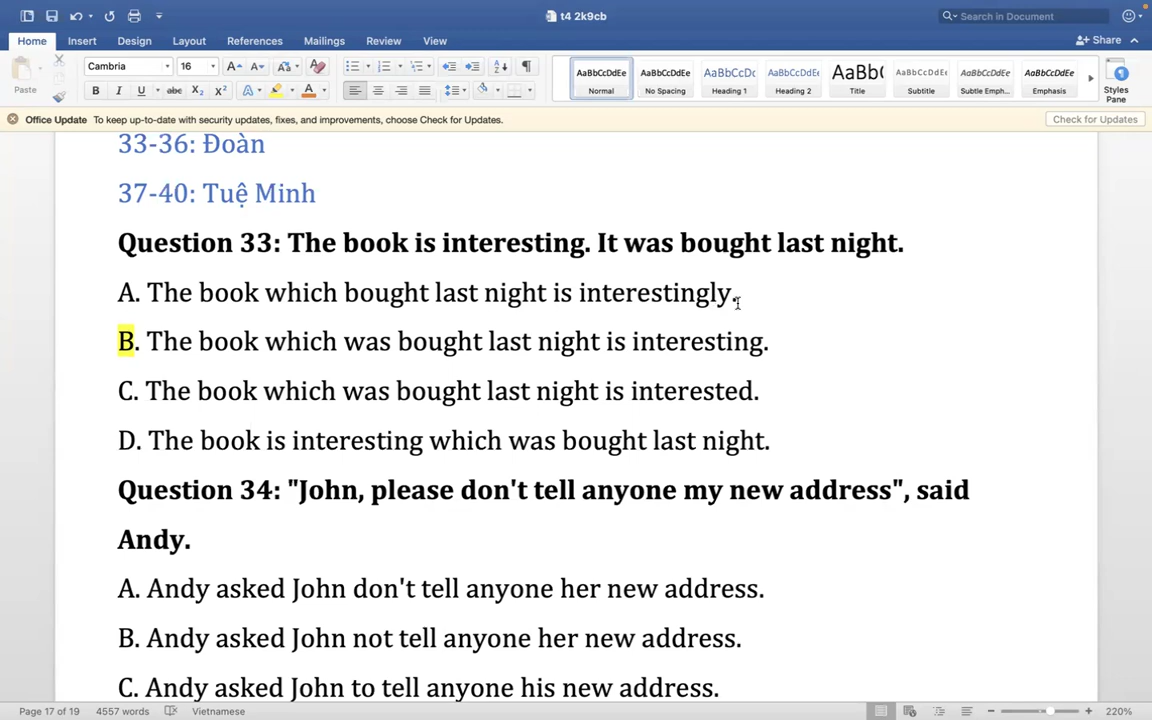 t4 2k9cb
Search in Document
Home Insert Design Layout References Mailings Review View
Share
Paste
Cambria 16
B I U abc X₂ X²
AaBbCcDdEe AaBbCcDdEe AaBbCcDc AaBbCcDdEe AaBb( AaBbCcDdEe AaBbCcDdEe AaBbCcDdEe
Normal No Spacing Heading 1 Heading 2 Title Subtitle Subtle Emph... Emphasis
Styles
Pane
Office Update To keep up-to-date with security updates, fixes, and improvements, choose Check for Updates. Check for Updates
33-36: Đoàn
37-40: Tuệ Minh
Question 33: The book is interesting. It was bought last night.
A. The book which bought last night is interestingly.
B. The book which was bought last night is interesting.
C. The book which was bought last night is interested.
D. The book is interesting which was bought last night.
Question 34: "John, please don't tell anyone my new address", said
Andy.
A. Andy asked John don't tell anyone her new address.
B. Andy asked John not tell anyone her new address.
C. Andy asked John to tell anyone his new address.
Page 17 of 19 4557 words Vietnamese 220%